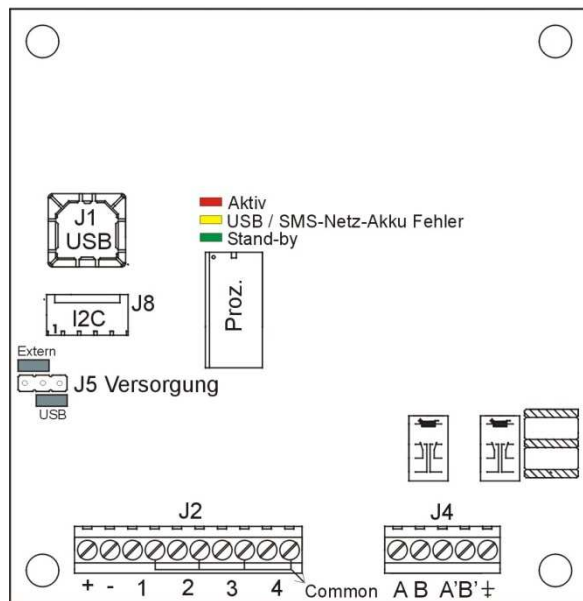 Aktiv
USB / SMS-Netz-Akku Fehler
Stand-by
J1
USB
J8
I2C
1
Proz.
Extern
J5 Versorgung
USB
J2
J4
+ - 1 2 3 4 Common
A B A'B' ⏚